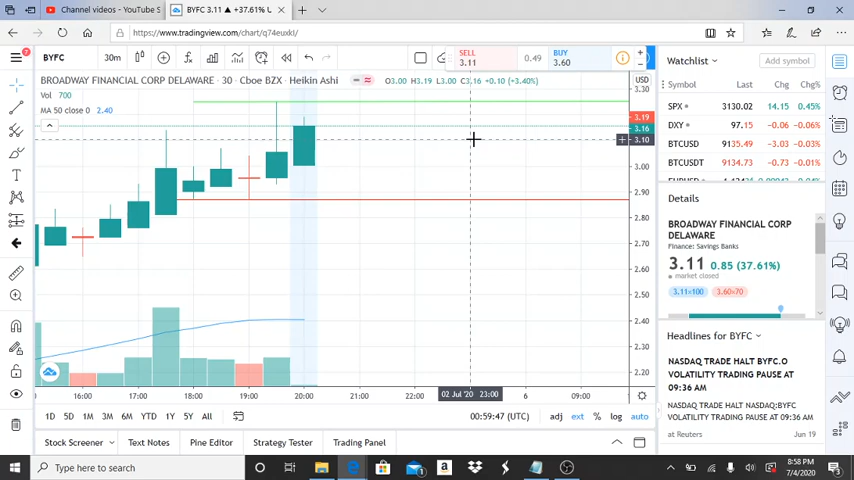 Channel videos - YouTube S
BYFC 3.11 ▲ +37.61% U
https://www.tradingview.com/chart/q74euxkl/
BYFC
30m
SELL
3.11
0.49
BUY
3.60
BROADWAY FINANCIAL CORP DELAWARE · 30 · Cboe BZX · Heikin Ashi
O3.00 H3.19 L3.00 C3.16 +0.10 (+3.40%)
Vol 700
MA 50 close 0 2.40
USD
3.30
3.19
3.16
3.10
3.00
2.90
2.80
2.70
2.60
2.50
2.40
2.30
2.20
16:00
17:00
18:00
19:00
20:00
21:00
22:00
02 Jul '20 23:00
6
09:00
1D 5D 1M 3M 6M YTD 1Y 5Y All
00:59:47 (UTC)
adj ext % log auto
Stock Screener
Text Notes
Pine Editor
Strategy Tester
Trading Panel
Watchlist
Add symbol
Symbol Last Chg Chg%
SPX 3130.02 14.15 0.45%
DXY 97.15 -0.06 -0.06%
BTCUSD 9135.49 -3.03 -0.03%
BTCUSDT 9134.73 -0.01%
Details
BROADWAY FINANCIAL CORP
DELAWARE
Finance: Savings Banks
3.11 0.85 (37.61%)
market closed
3.11×100 3.60×70
Headlines for BYFC
NASDAQ TRADE HALT BYFC.O
VOLATILITY TRADING PAUSE AT
09:36 AM
NASDAQ TRADE HALT NASDAQ:BYFC
VOLATILITY TRADING PAUSE AT 09:36 AM
at Reuters Jun 19
Type here to search
8:58 PM
7/4/2020